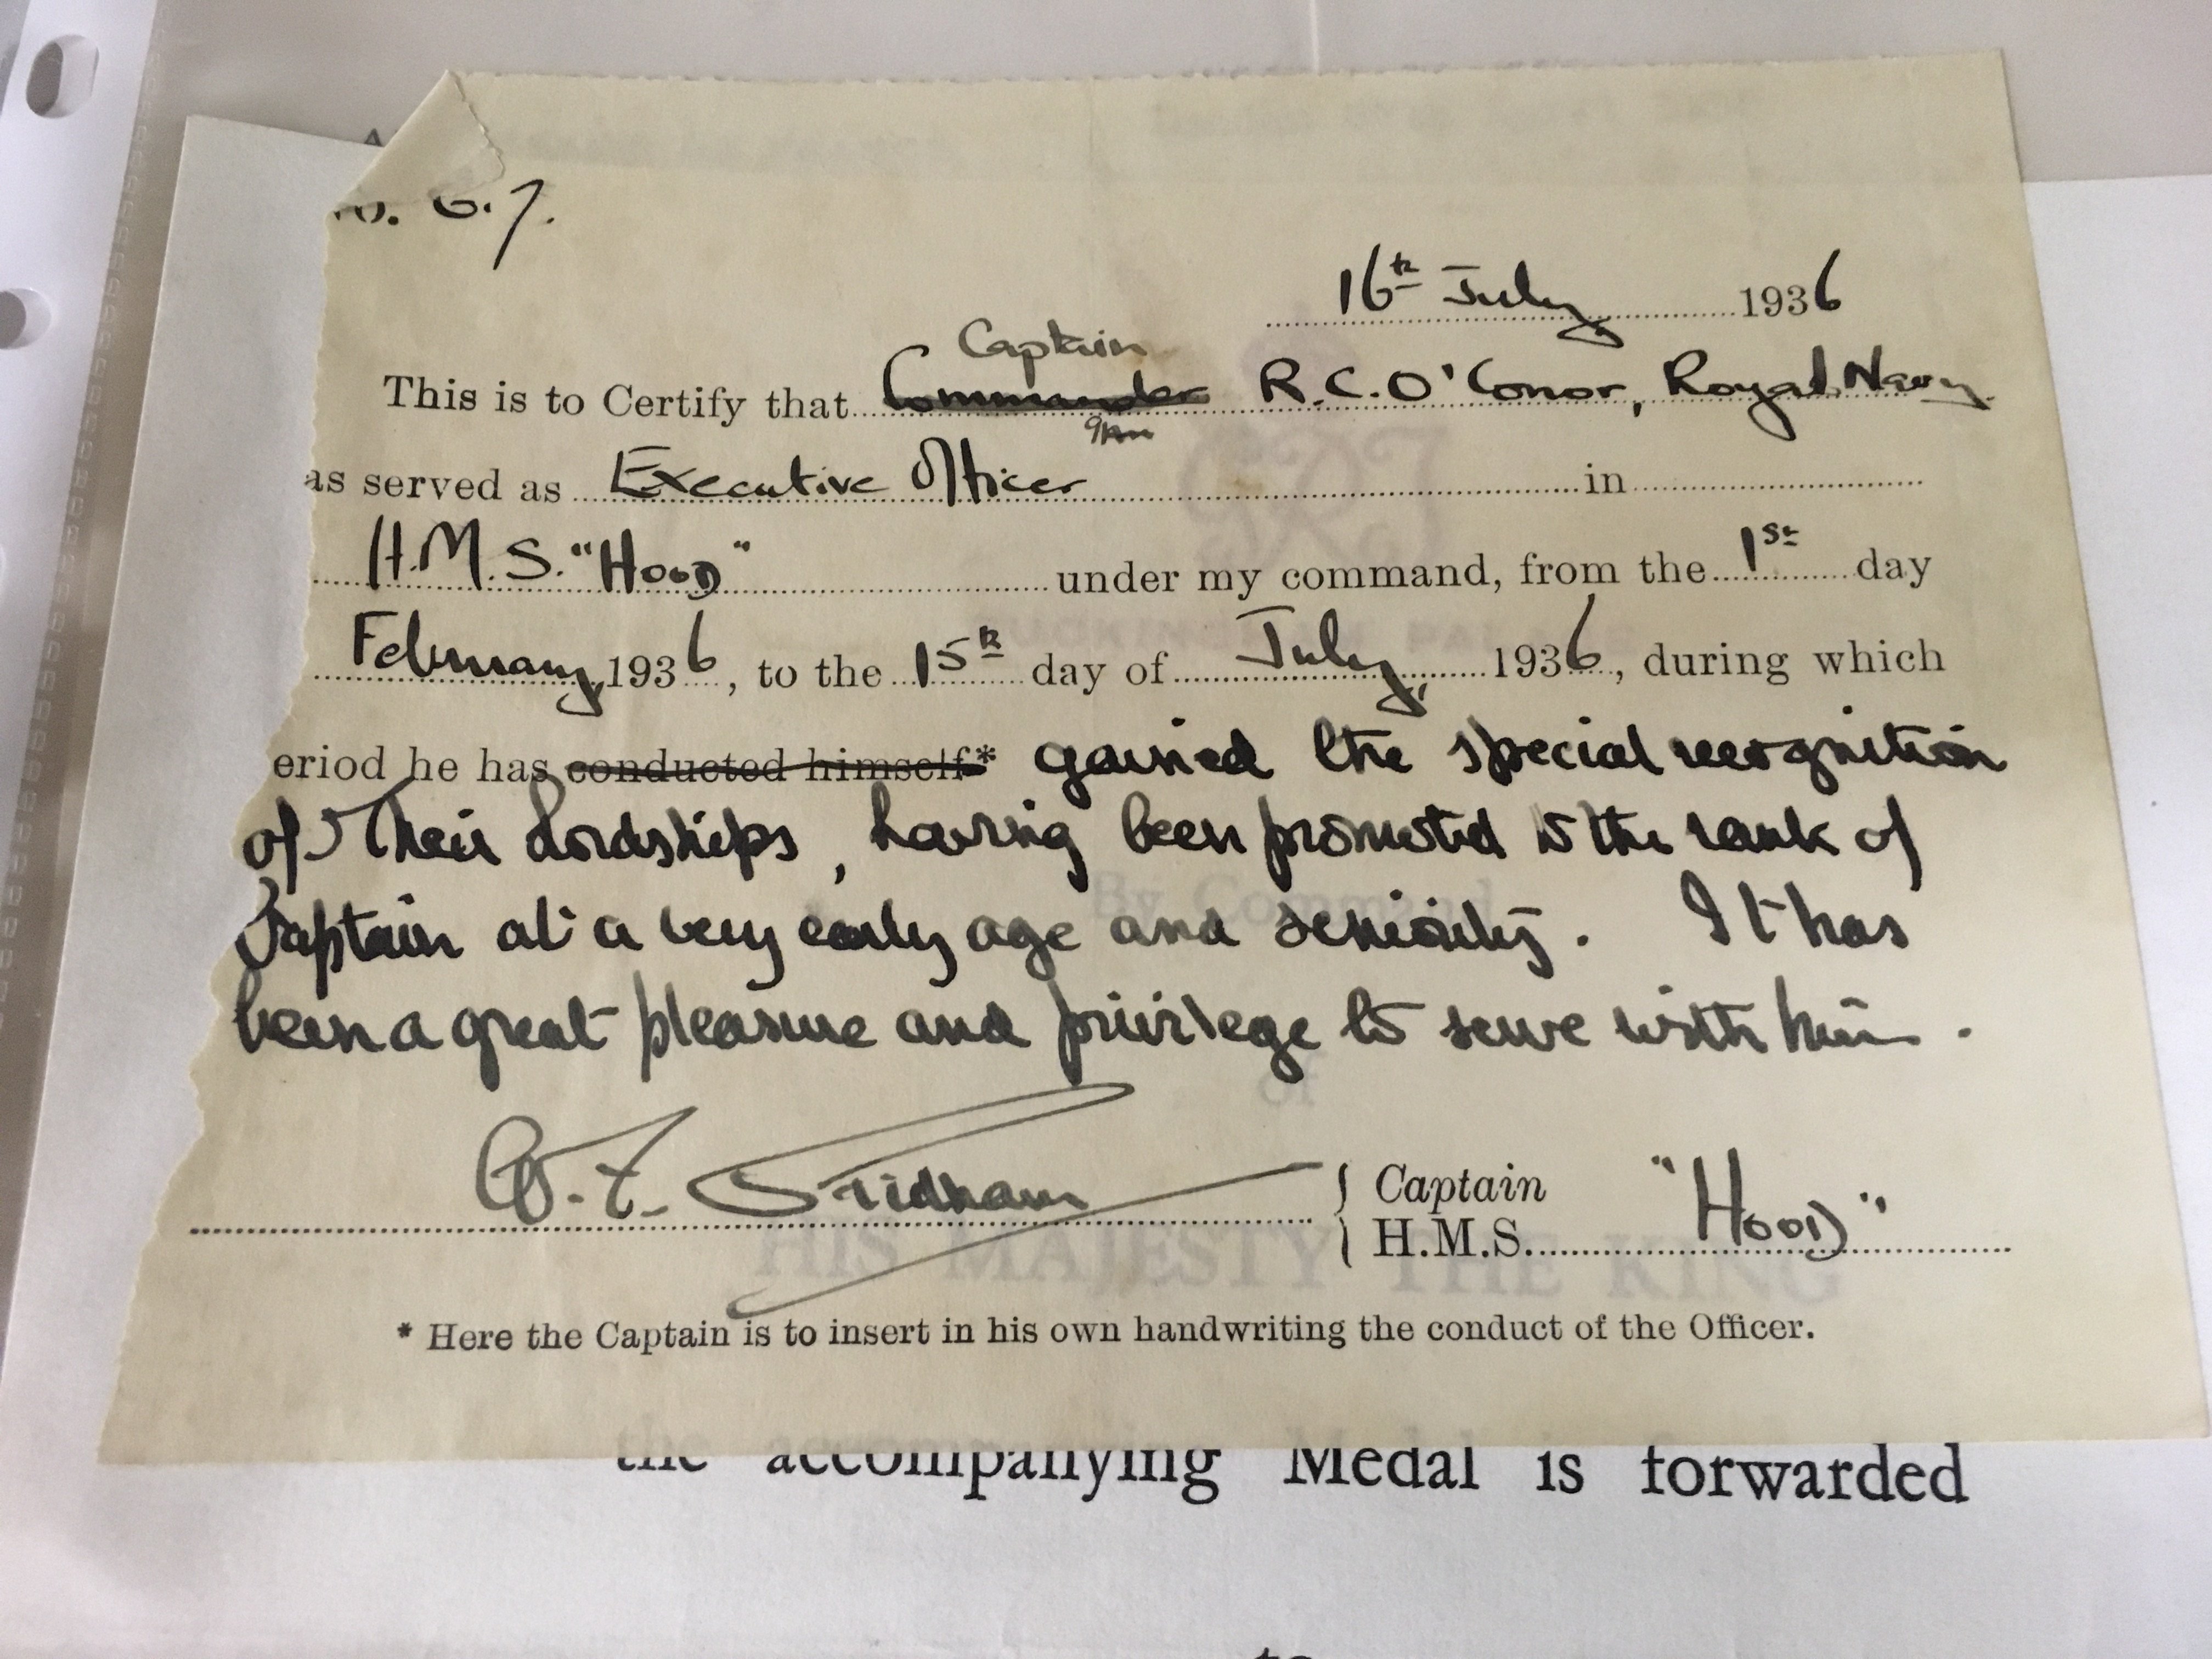 G.7.
16th July 1936
Captain
This is to Certify that Commander R.C.O'Conor, Royal Navy
as served as Executive Officer in
H.M.S. "Hood" under my command, from the 1st day
February 1936, to the 15th day of July, 1936, during which
eriod he has conducted himself* gained the special recognition
of Their Lordships, having been promoted to the rank of
Captain at a very early age and seniority. It has
been a great pleasure and privilege to serve with him.
Captain
H.M.S. "Hood"
HIS MAJESTY THE KING
* Here the Captain is to insert in his own handwriting the conduct of the Officer.
the accompanying Medal is forwarded
to